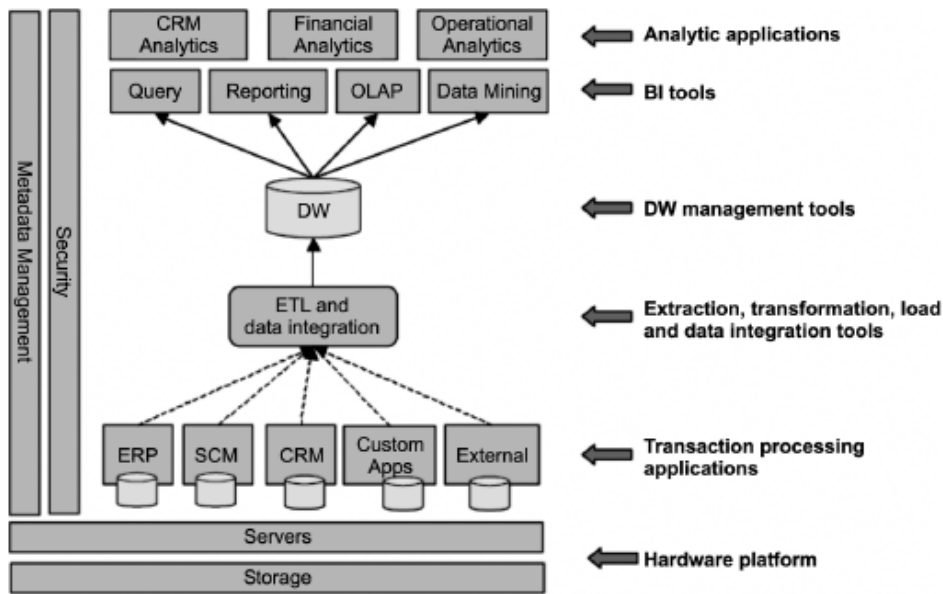 CRM
Analytics
Financial
Analytics
Operational
Analytics
Analytic applications
Query
Reporting
OLAP
Data Mining
BI tools
Metadata Management
Security
DW
DW management tools
ETL and
data integration
Extraction, transformation, load
and data integration tools
ERP
SCM
CRM
Custom
Apps
External
Transaction processing
applications
Servers
Hardware platform
Storage